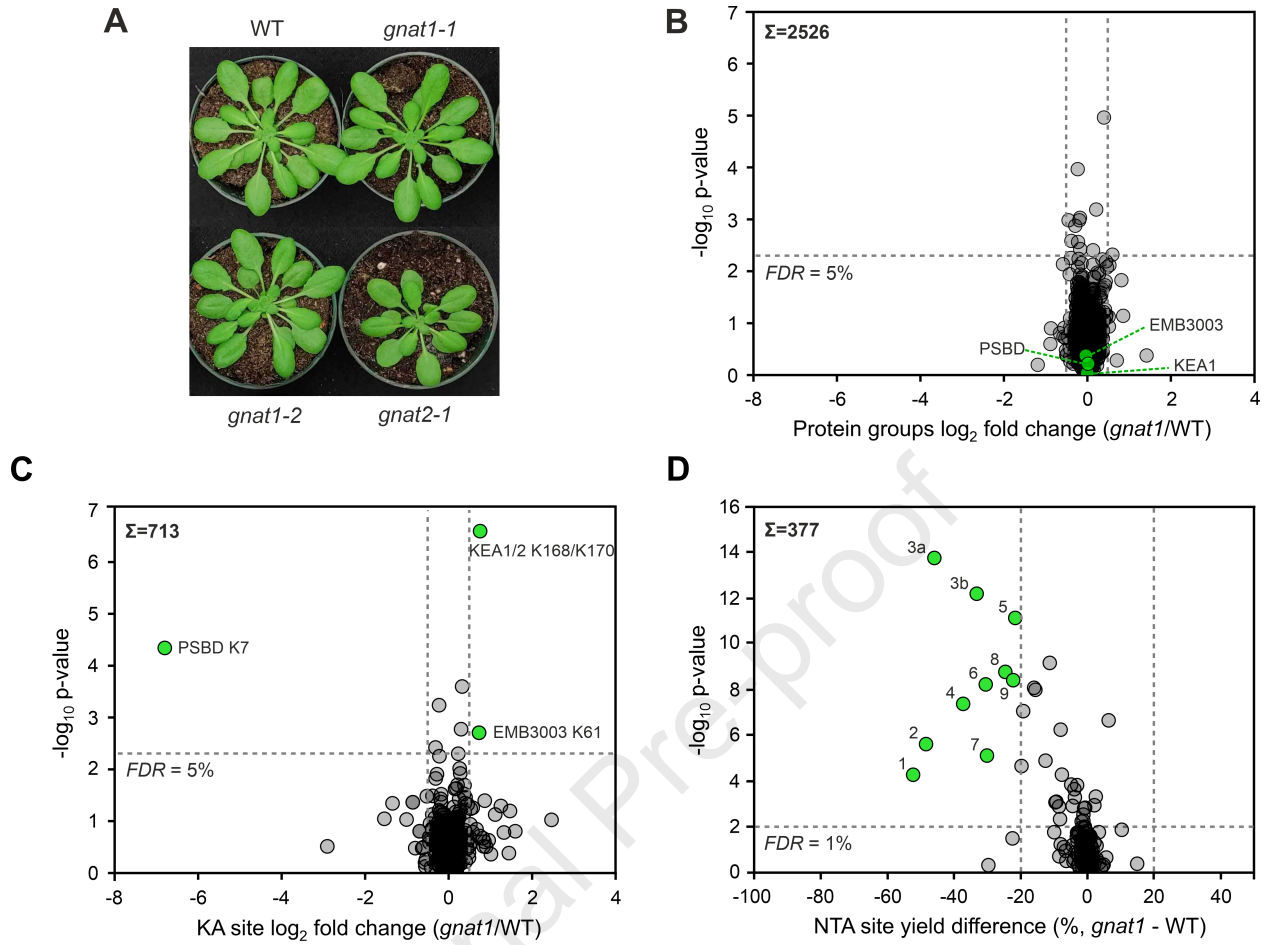 A
WT
gnat1-1
gnat1-2
gnat2-1
B
7
6
5
4
3
2
1
0
-log10 p-value
Σ=2526
FDR = 5%
PSBD
EMB3003
KEA1
-8
-6
-4
-2
0
2
4
Protein groups log2 fold change (gnat1/WT)
C
7
6
5
4
3
2
1
0
-log10 p-value
Σ=713
KEA1/2 K168/K170
PSBD K7
EMB3003 K61
FDR = 5%
-8
-6
-4
-2
0
2
4
KA site log2 fold change (gnat1/WT)
D
16
14
12
10
8
6
4
2
0
-log10 p-value
Σ=377
3a
3b
5
8
6
9
4
2
7
1
FDR = 1%
-100
-80
-60
-40
-20
0
20
40
NTA site yield difference (%, gnat1 - WT)
nal Pre-proof